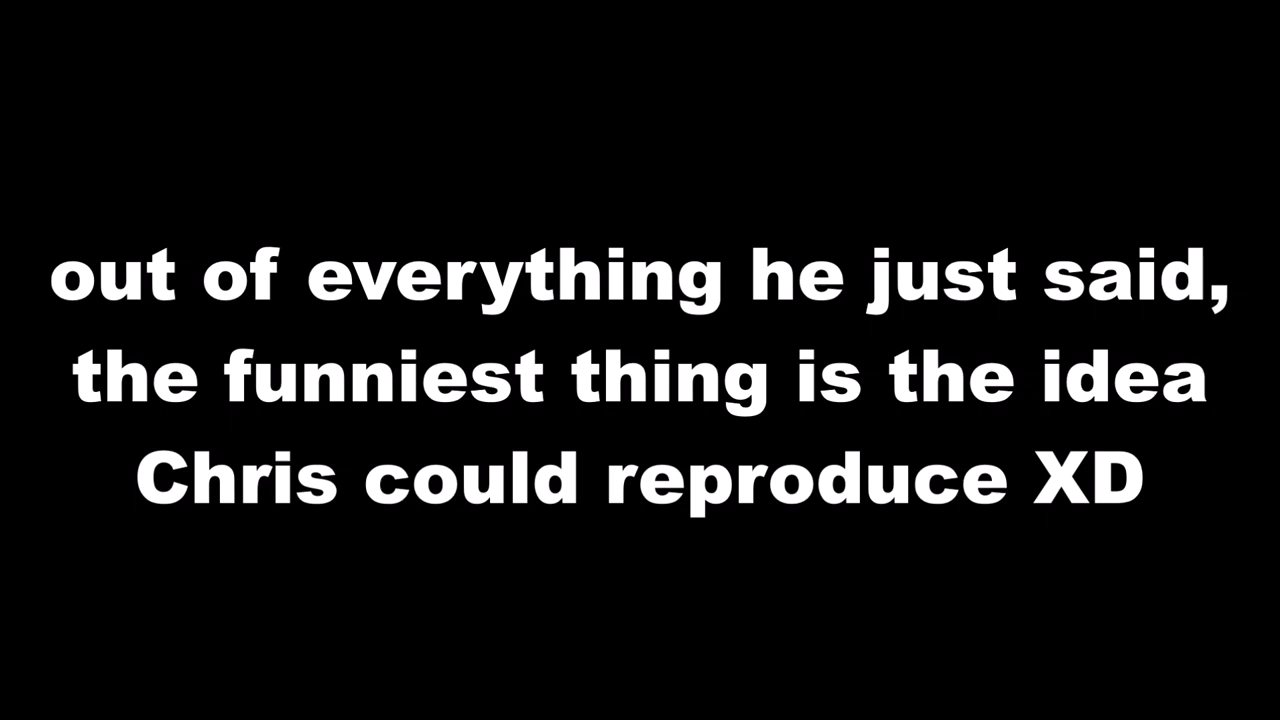 out of everything he just said,
the funniest thing is the idea
Chris could reproduce XD